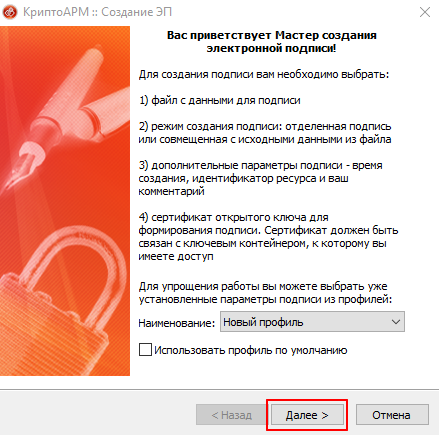 КриптоАРМ :: Создание ЭП
Вас приветствует Мастер создания
электронной подписи!
Для создания подписи вам необходимо выбрать:
1) файл с данными для подписи
2) режим создания подписи: отделенная подпись
или совмещенная с исходными данными из файла
3) дополнительные параметры подписи - время
создания, идентификатор ресурса и ваш
комментарий
4) сертификат открытого ключа для
формирования подписи. Сертификат должен быть
связан с ключевым контейнером, к которому вы
имеете доступ
Для упрощения работы вы можете выбрать уже
установленные параметры подписи из профилей:
Наименование: Новый профиль
Использовать профиль по умолчанию
< Назад Далее > Отмена